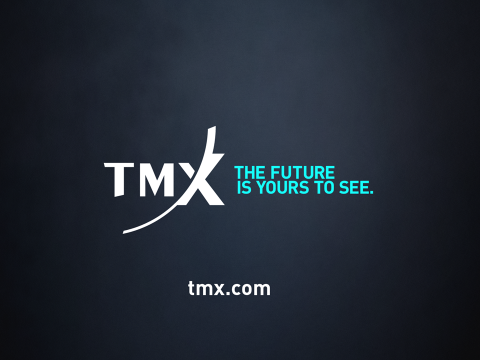 TMX
THE FUTURE
IS YOURS TO SEE.
tmx.com